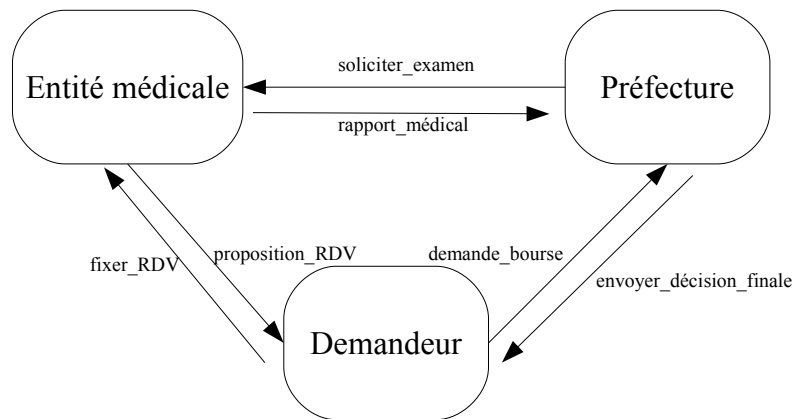 soliciter_examen
Entité médicale
Préfecture
rapport_médical
fixer_RDV
proposition_RDV
demande_bourse
envoyer_décision_finale
Demandeur